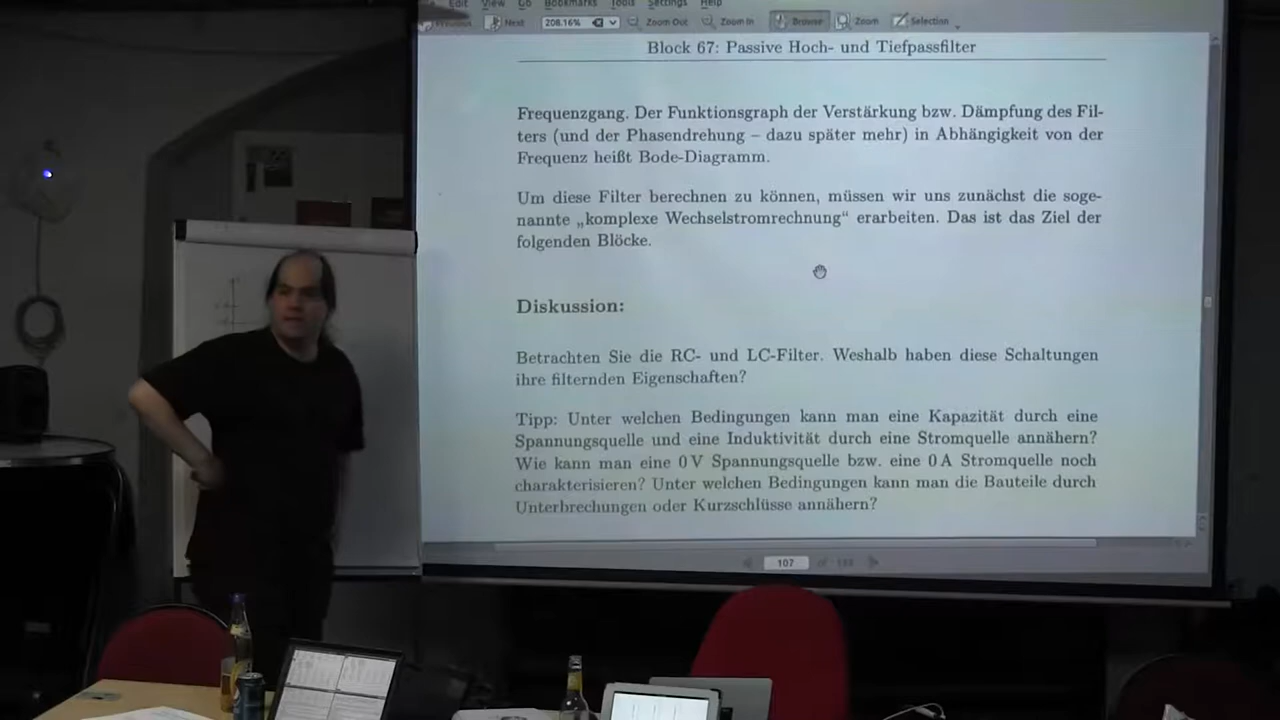 Edit View Go Bookmarks Tools Settings Help
Previous Next 208.16% Zoom Out Zoom In Browse Zoom Selection
Block 67: Passive Hoch- und Tiefpassfilter
Frequenzgang. Der Funktionsgraph der Verstärkung bzw. Dämpfung des Fil-
ters (und der Phasendrehung – dazu später mehr) in Abhängigkeit von der
Frequenz heißt Bode-Diagramm.
Um diese Filter berechnen zu können, müssen wir uns zunächst die soge-
nannte „komplexe Wechselstromrechnung“ erarbeiten. Das ist das Ziel der
folgenden Blöcke.
Diskussion:
Betrachten Sie die RC- und LC-Filter. Weshalb haben diese Schaltungen
ihre filternden Eigenschaften?
Tipp: Unter welchen Bedingungen kann man eine Kapazität durch eine
Spannungsquelle und eine Induktivität durch eine Stromquelle annähern?
Wie kann man eine 0 V Spannungsquelle bzw. eine 0 A Stromquelle noch
charakterisieren? Unter welchen Bedingungen kann man die Bauteile durch
Unterbrechungen oder Kurzschlüsse annähern?
107 of